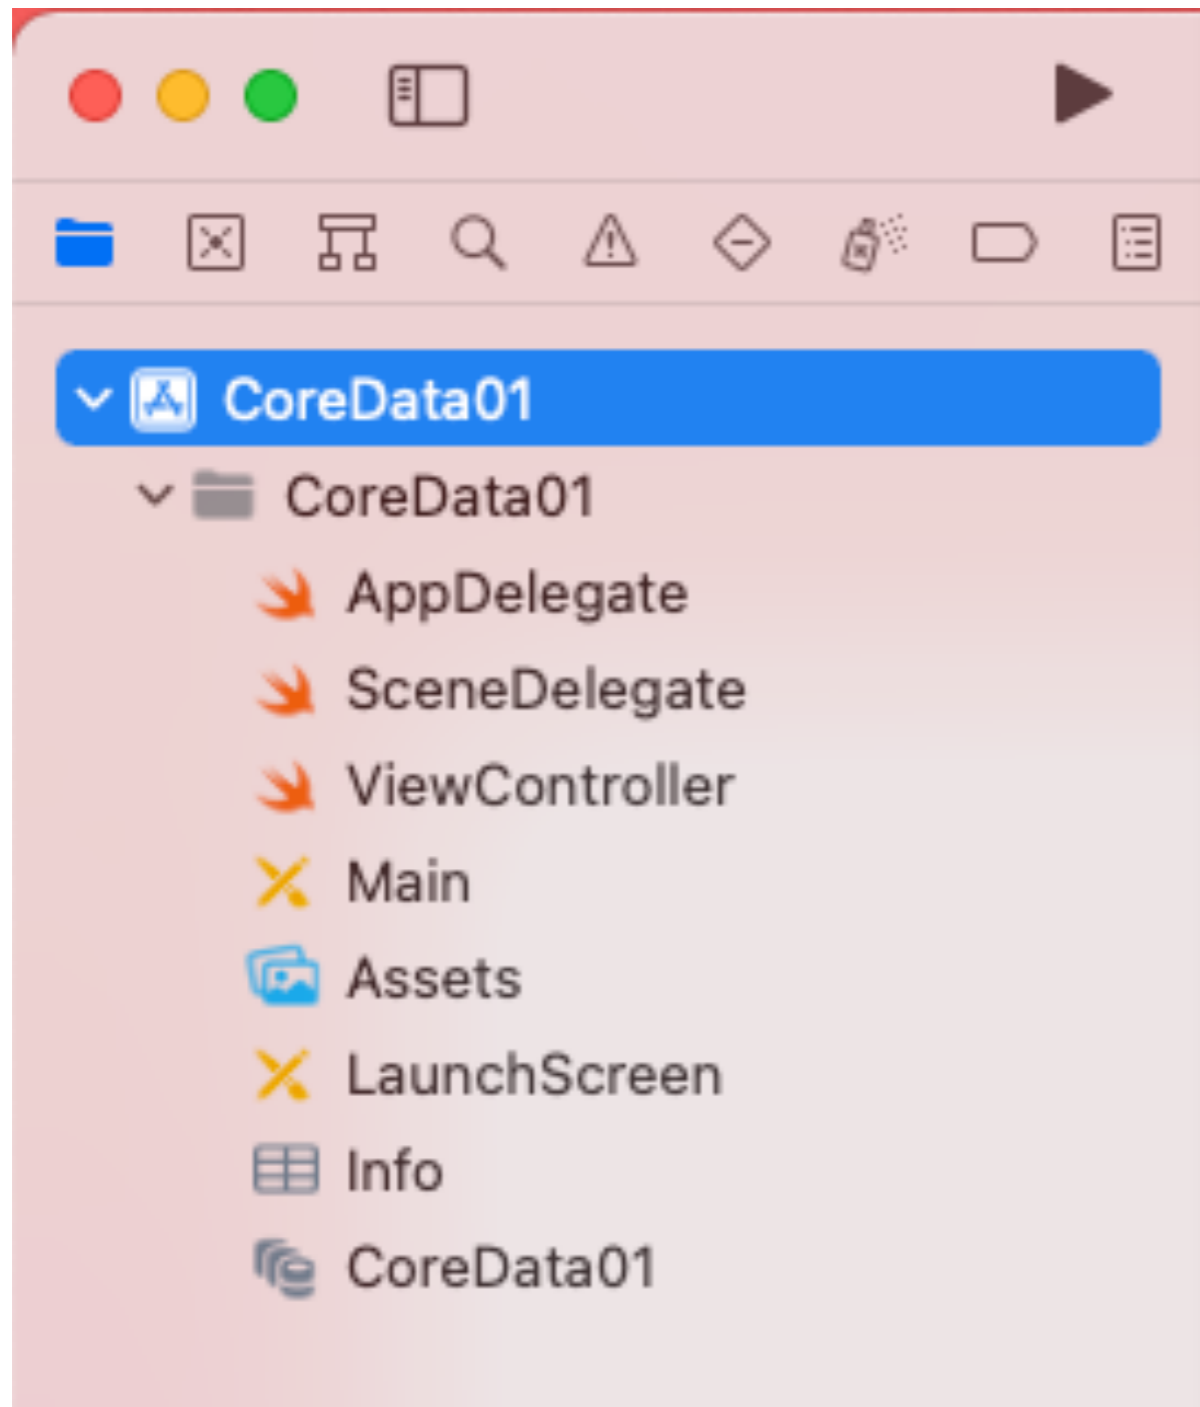 CoreData01
CoreData01
AppDelegate
SceneDelegate
ViewController
Main
Assets
LaunchScreen
Info
CoreData01